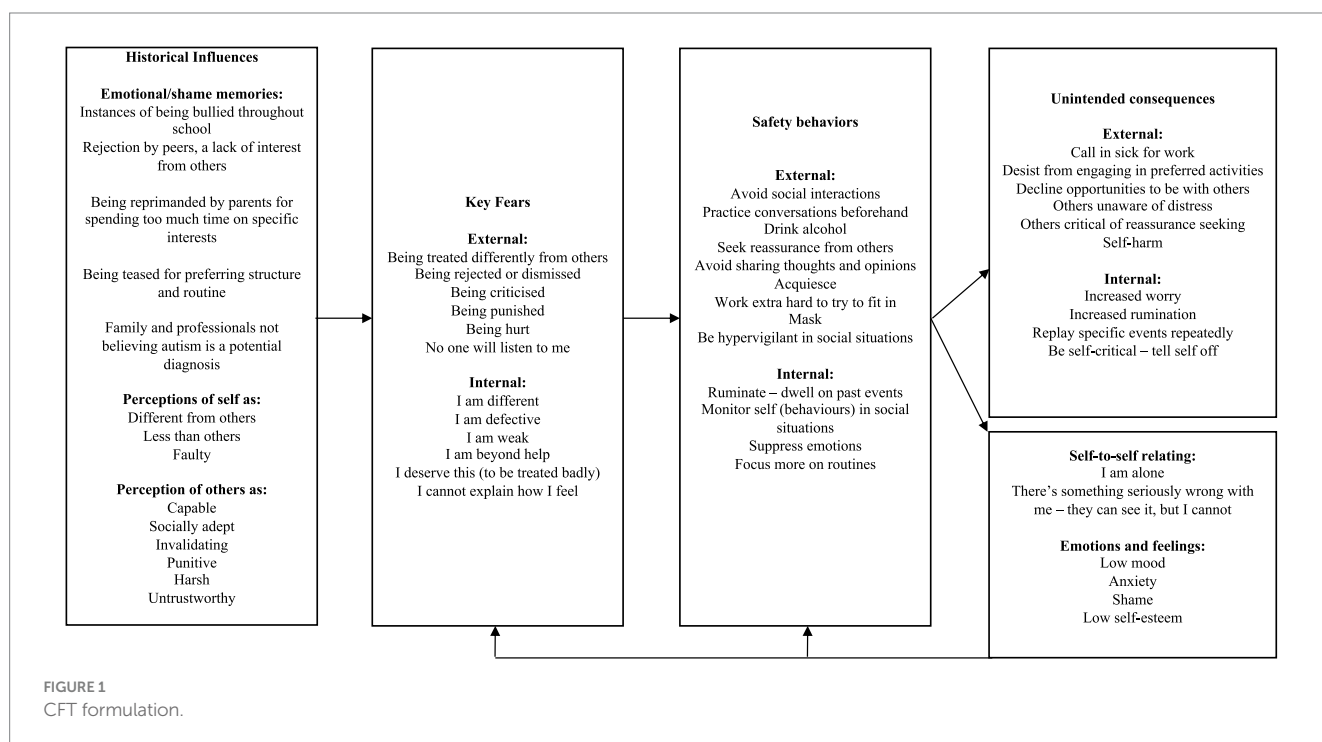 Historical Influences
Emotional/shame memories:
Instances of being bullied throughout
school
Rejection by peers, a lack of interest
from others
Being reprimanded by parents for
spending too much time on specific
interests
Being teased for preferring structure
and routine
Family and professionals not
believing autism is a potential
diagnosis
Perceptions of self as:
Different from others
Less than others
Faulty
Perception of others as:
Capable
Socially adept
Invalidating
Punitive
Harsh
Untrustworthy
Key Fears
External:
Being treated differently from others
Being rejected or dismissed
Being criticised
Being punished
Being hurt
No one will listen to me
Internal:
I am different
I am defective
I am weak
I am beyond help
I deserve this (to be treated badly)
I cannot explain how I feel
Safety behaviors
External:
Avoid social interactions
Practice conversations beforehand
Drink alcohol
Seek reassurance from others
Avoid sharing thoughts and opinions
Acquiesce
Work extra hard to try to fit in
Mask
Be hypervigilant in social situations
Internal:
Ruminate – dwell on past events
Monitor self (behaviours) in social
situations
Suppress emotions
Focus more on routines
Unintended consequences
External:
Call in sick for work
Desist from engaging in preferred activities
Decline opportunities to be with others
Others unaware of distress
Others critical of reassurance seeking
Self-harm
Internal:
Increased worry
Increased rumination
Replay specific events repeatedly
Be self-critical – tell self off
Self-to-self relating:
I am alone
There's something seriously wrong with
me – they can see it, but I cannot
Emotions and feelings:
Low mood
Anxiety
Shame
Low self-esteem
FIGURE 1
CFT formulation.